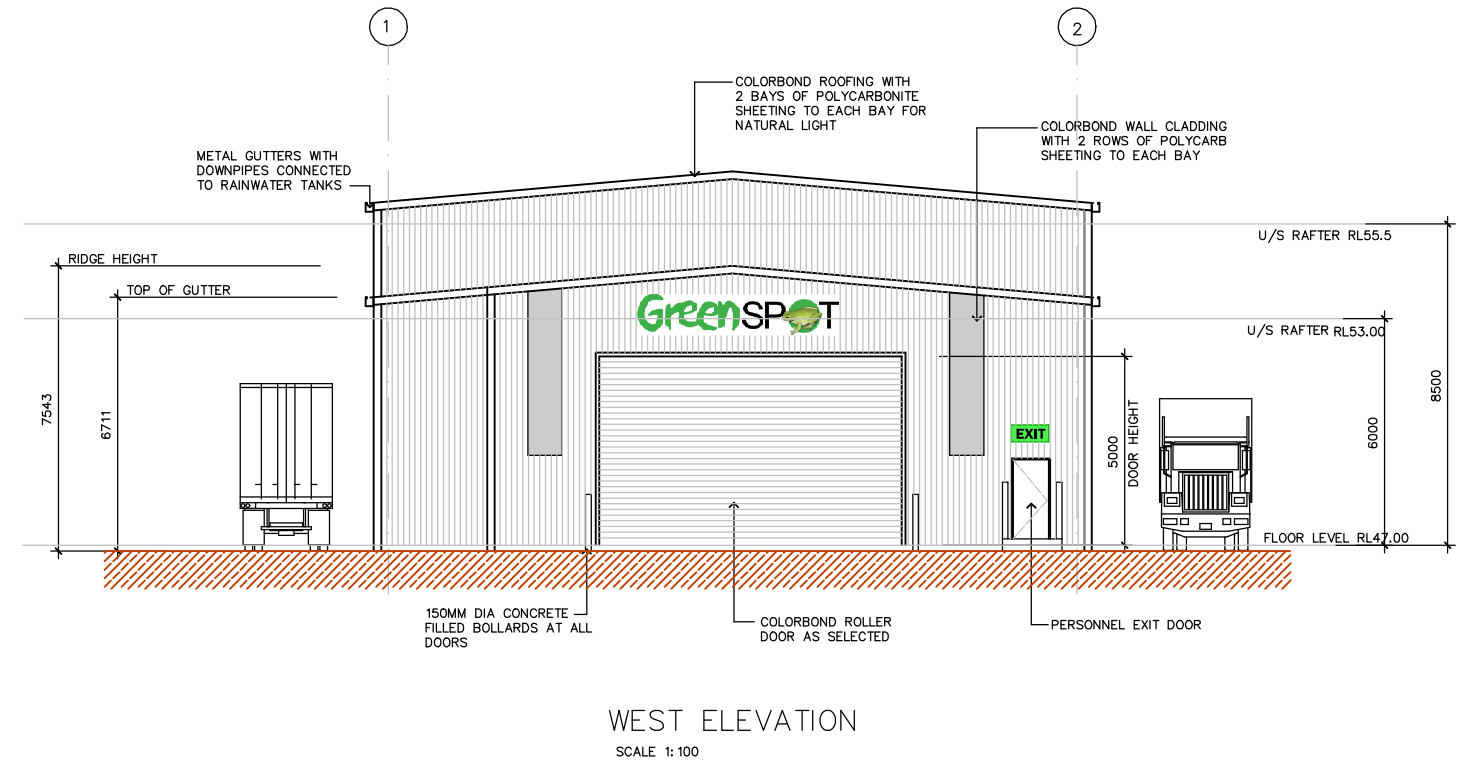 1
2
COLORBOND ROOFING WITH
2 BAYS OF POLYCARBONITE
SHEETING TO EACH BAY FOR
NATURAL LIGHT
COLORBOND WALL CLADDING
WITH 2 ROWS OF POLYCARB
SHEETING TO EACH BAY
METAL GUTTERS WITH
DOWNPIPES CONNECTED
TO RAINWATER TANKS
U/S RAFTER RL55.5
RIDGE HEIGHT
TOP OF GUTTER
GreenSPOT
U/S RAFTER RL53.00
7543
6711
EXIT
5000
DOOR HEIGHT
6000
8500
FLOOR LEVEL RL47.00
150MM DIA CONCRETE
FILLED BOLLARDS AT ALL
DOORS
COLORBOND ROLLER
DOOR AS SELECTED
PERSONNEL EXIT DOOR
WEST ELEVATION
SCALE 1:100